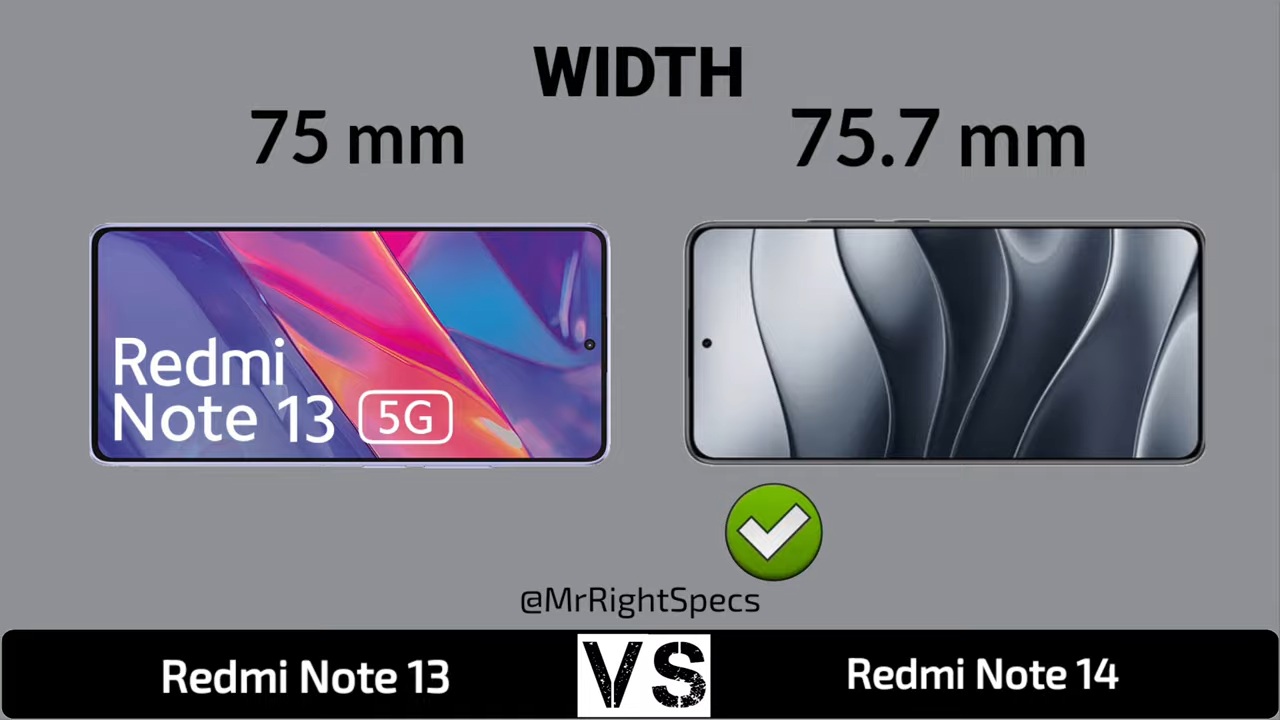 WIDTH
75 mm
75.7 mm
Redmi
Note 13 5G
@MrRightSpecs
Redmi Note 13
VS
Redmi Note 14